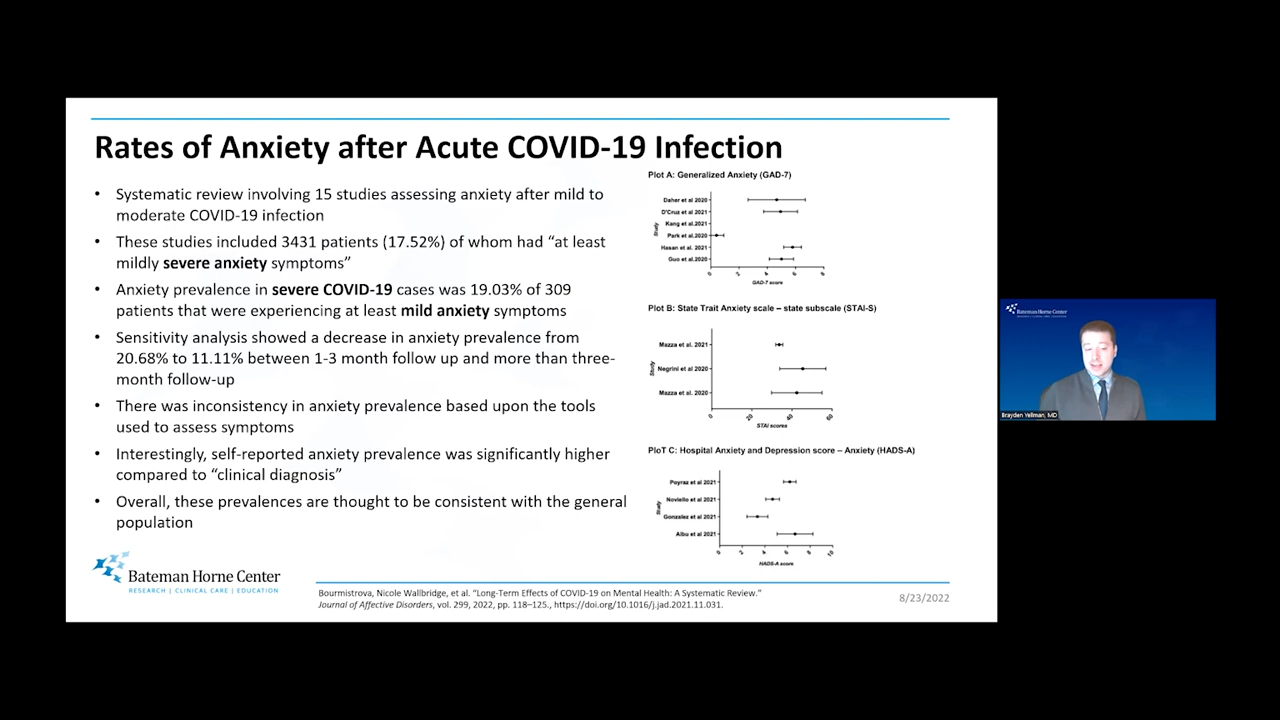 Rates of Anxiety after Acute COVID-19 Infection
• Systematic review involving 15 studies assessing anxiety after mild to
moderate COVID-19 infection
• These studies included 3431 patients (17.52%) of whom had “at least
mildly severe anxiety symptoms”
• Anxiety prevalence in severe COVID-19 cases was 19.03% of 309
patients that were experiencing at least mild anxiety symptoms
• Sensitivity analysis showed a decrease in anxiety prevalence from
20.68% to 11.11% between 1-3 month follow up and more than three-
month follow-up
• There was inconsistency in anxiety prevalence based upon the tools
used to assess symptoms
• Interestingly, self-reported anxiety prevalence was significantly higher
compared to “clinical diagnosis”
• Overall, these prevalences are thought to be consistent with the general
population
Plot A: Generalized Anxiety (GAD-7)
Daher et al 2020
D'Cruz et al 2021
Kang et al.2021
Park et al.2020
Hasan et al. 2021
Guo et al.2020
Study
0 2 4 6 8
GAD-7 score
Plot B: State Trait Anxiety scale – state subscale (STAI-S)
Mazza et al. 2021
Negrini et al 2020
Mazza et al. 2020
Study
0 20 40 60
STAI scores
PloT C: Hospital Anxiety and Depression score – Anxiety (HADS-A)
Poyraz et al 2021
Noviello et al 2021
Gonzalez et al 2021
Albu et al 2021
Study
0 2 4 6 8 10
HADS-A score
Bateman Horne Center
RESEARCH | CLINICAL CARE | EDUCATION
Bourmistrova, Nicole Wallbridge, et al. “Long-Term Effects of COVID-19 on Mental Health: A Systematic Review.”
Journal of Affective Disorders, vol. 299, 2022, pp. 118–125., https://doi.org/10.1016/j.jad.2021.11.031.
8/23/2022
Bateman Horne Center
Brayden Yellman, MD